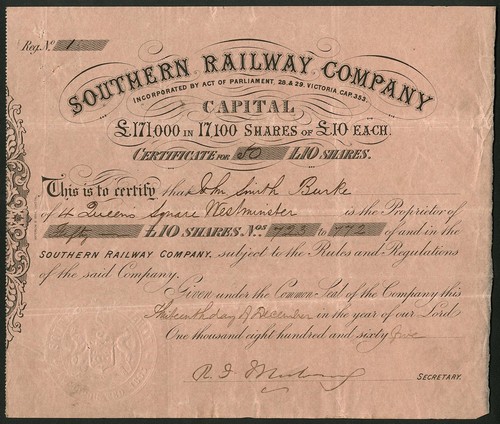 Reg. No. 1
SOUTHERN RAILWAY COMPANY
INCORPORATED BY ACT OF PARLIAMENT, 28 & 29, VICTORIA, CAP. 353.
CAPITAL
£171,000 IN 17,100 SHARES OF £10 EACH.
CERTIFICATE FOR 50 £10 SHARES.
This is to certify that John Smith Burke
of 4 Queens Square Westminster is the Proprietor of
Fifty £10 SHARES. Nos 723 to 772 of and in the
SOUTHERN RAILWAY COMPANY, subject to the Rules and Regulations
of the said Company.
Given under the Common Seal of the Company this
Thirteenth day of December in the year of our Lord
One thousand eight hundred and sixty five
SECRETARY.